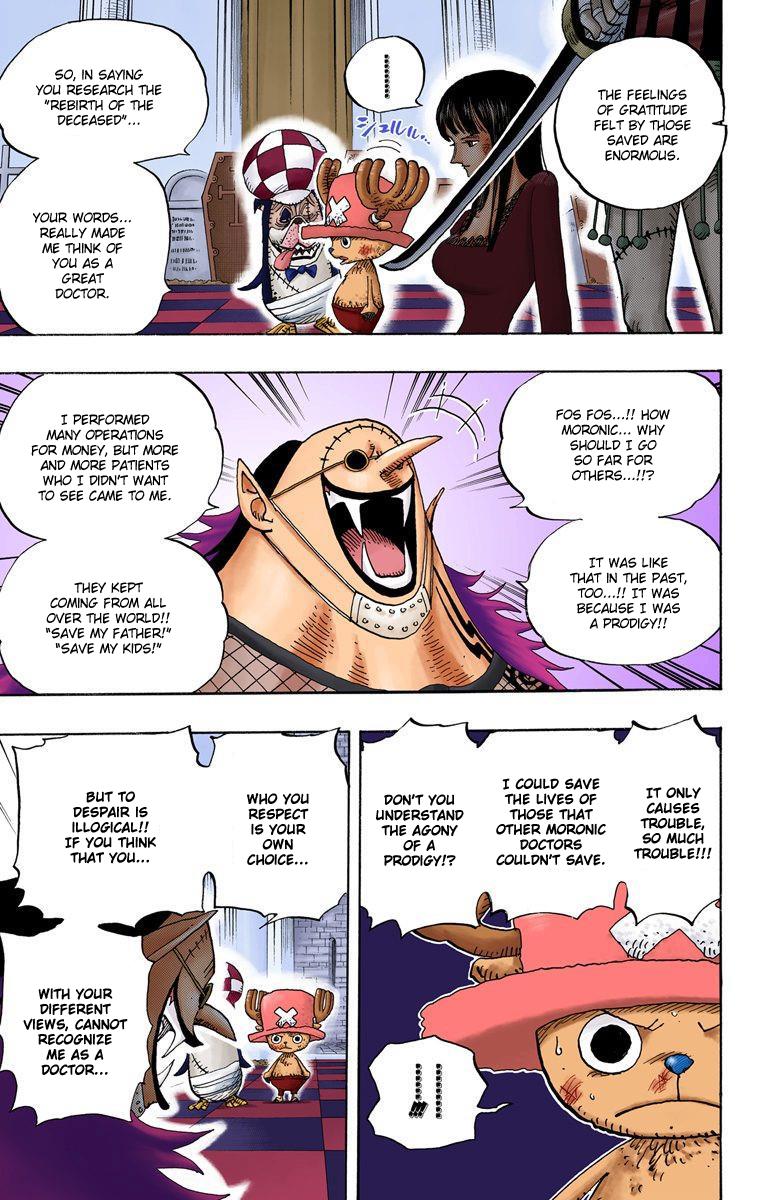 THE FEELINGS
OF GRATITUDE
FELT BY THOSE
SAVED ARE
ENORMOUS.
ジュルルル...
SO, IN SAYING
YOU RESEARCH THE
"REBIRTH OF THE
DECEASED"...
YOUR WORDS...
REALLY MADE
ME THINK OF
YOU AS A
GREAT
DOCTOR.
FOS FOS...!! HOW
MORONIC... WHY
SHOULD I GO
SO FAR FOR
OTHERS...!!?
IT WAS LIKE
THAT IN THE PAST,
TOO...!! IT WAS
BECAUSE I WAS
A PRODIGY!!
I PERFORMED
MANY OPERATIONS
FOR MONEY, BUT MORE
AND MORE PATIENTS
WHO I DIDN'T WANT
TO SEE CAME TO ME.
THEY KEPT
COMING FROM ALL
OVER THE WORLD!!
"SAVE MY FATHER!"
"SAVE MY KIDS!"
IT ONLY
CAUSES
TROUBLE,
SO MUCH
TROUBLE!!!
I COULD SAVE
THE LIVES OF
THOSE THAT
OTHER MORONIC
DOCTORS
COULDN'T SAVE.
DON'T YOU
UNDERSTAND
THE AGONY
OF A
PRODIGY!?
......!!
WHO YOU
RESPECT
IS YOUR
OWN
CHOICE...
BUT TO
DESPAIR IS
ILLOGICAL!!
IF YOU THINK
THAT YOU...
WITH YOUR
DIFFERENT
VIEWS, CANNOT
RECOGNIZE
ME AS A
DOCTOR...